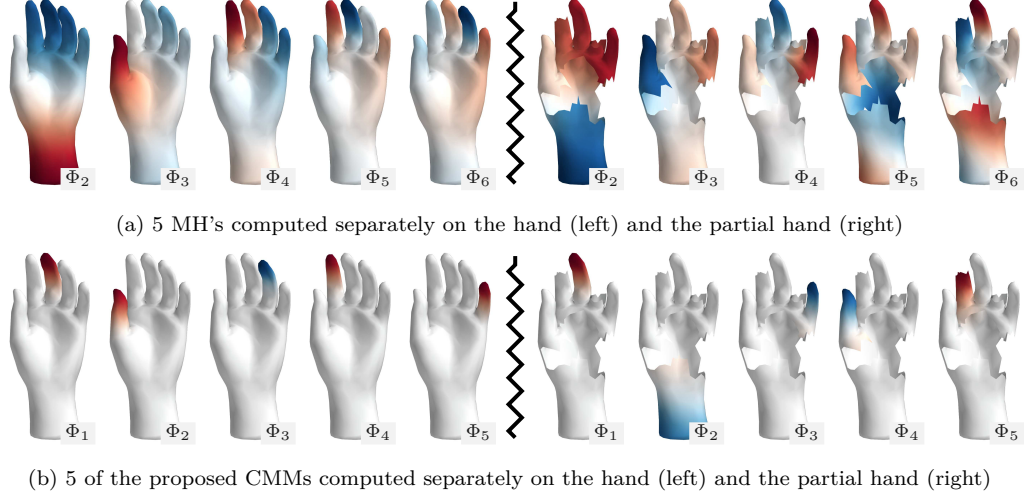 Φ₂ Φ₃ Φ₄ Φ₅ Φ₆ Φ₂ Φ₃ Φ₄ Φ₅ Φ₆
(a) 5 MH's computed separately on the hand (left) and the partial hand (right)
Φ₁ Φ₂ Φ₃ Φ₄ Φ₅ Φ₁ Φ₂ Φ₃ Φ₄ Φ₅
(b) 5 of the proposed CMMs computed separately on the hand (left) and the partial hand (right)